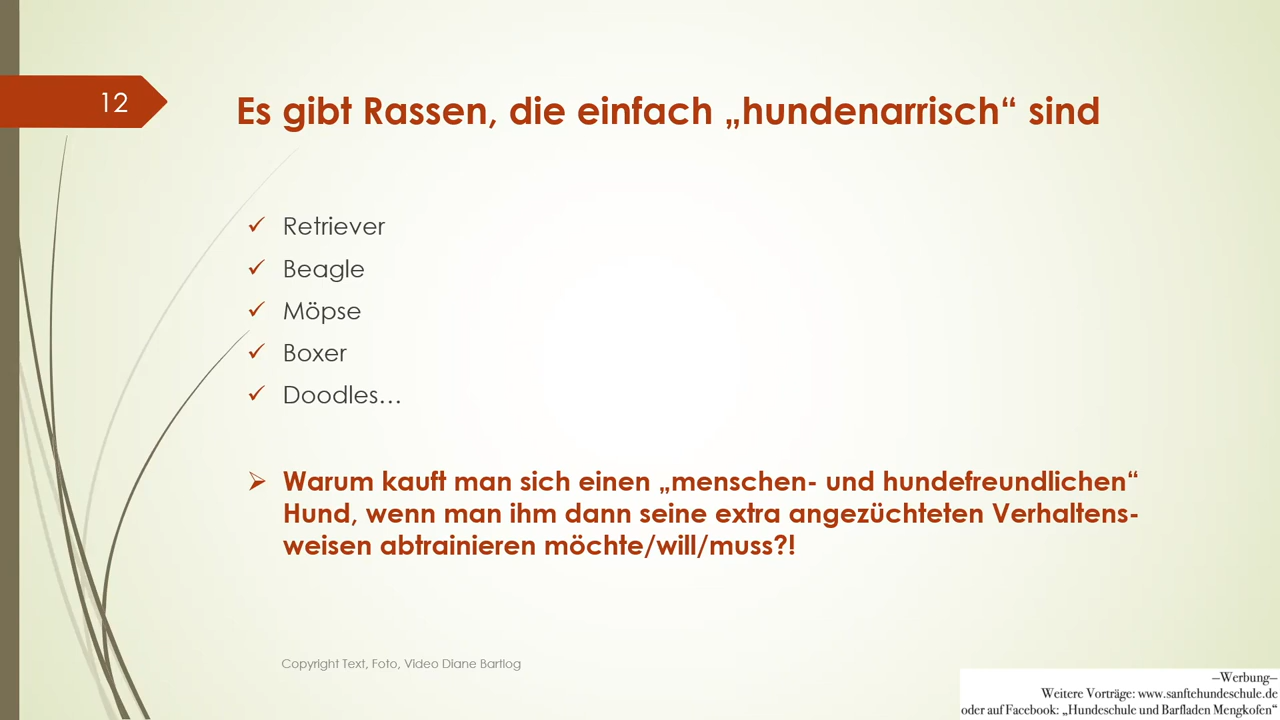 12
Es gibt Rassen, die einfach „hundenarrisch“ sind
Retriever
Beagle
Möpse
Boxer
Doodles…
Warum kauft man sich einen „menschen- und hundefreundlichen“
Hund, wenn man ihm dann seine extra angezüchteten Verhaltens-
weisen abtrainieren möchte/will/muss?!
Copyright Text, Foto, Video Diane Bartlog
—Werbung—
Weitere Vorträge: www.sanftehundeschule.de
oder auf Facebook: „Hundeschule und Barfladen Mengkofen“